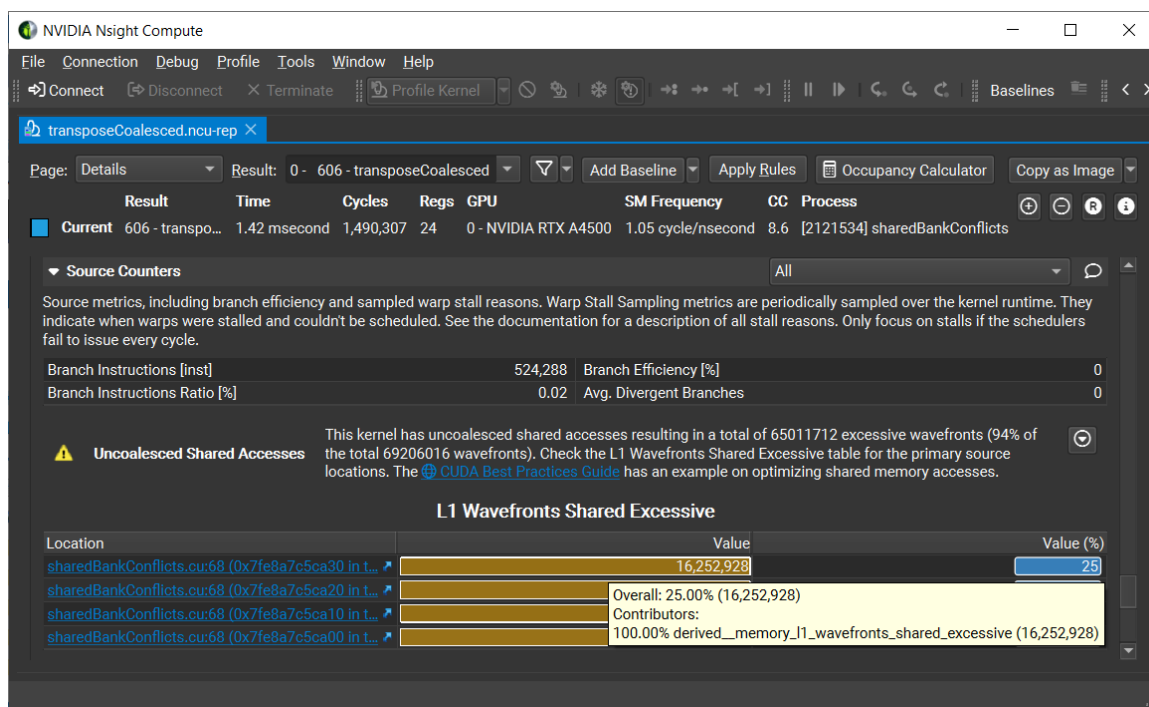 NVIDIA Nsight Compute
File Connection Debug Profile Tools Window Help
Connect Disconnect Terminate Profile Kernel Baselines
transposeCoalesced.ncu-rep
Page: Details Result: 0 - 606 - transposeCoalesced Add Baseline Apply Rules Occupancy Calculator Copy as Image
Result Time Cycles Regs GPU SM Frequency CC Process
Current 606 - transpo... 1.42 msecond 1,490,307 24 0 - NVIDIA RTX A4500 1.05 cycle/nsecond 8.6 [2121534] sharedBankConflicts
Source Counters All
Source metrics, including branch efficiency and sampled warp stall reasons. Warp Stall Sampling metrics are periodically sampled over the kernel runtime. They
indicate when warps were stalled and couldn't be scheduled. See the documentation for a description of all stall reasons. Only focus on stalls if the schedulers
fail to issue every cycle.
Branch Instructions [inst] 524,288 Branch Efficiency [%] 0
Branch Instructions Ratio [%] 0.02 Avg. Divergent Branches 0
Uncoalesced Shared Accesses
This kernel has uncoalesced shared accesses resulting in a total of 65011712 excessive wavefronts (94% of
the total 69206016 wavefronts). Check the L1 Wavefronts Shared Excessive table for the primary source
locations. The CUDA Best Practices Guide has an example on optimizing shared memory accesses.
L1 Wavefronts Shared Excessive
Location Value Value (%)
sharedBankConflicts.cu:68 (0x7fe8a7c5ca30 in t... 16,252,928 25
sharedBankConflicts.cu:68 (0x7fe8a7c5ca20 in t...
sharedBankConflicts.cu:68 (0x7fe8a7c5ca10 in t...
sharedBankConflicts.cu:68 (0x7fe8a7c5ca00 in t...
Overall: 25.00% (16,252,928)
Contributors:
100.00% derived__memory_l1_wavefronts_shared_excessive (16,252,928)